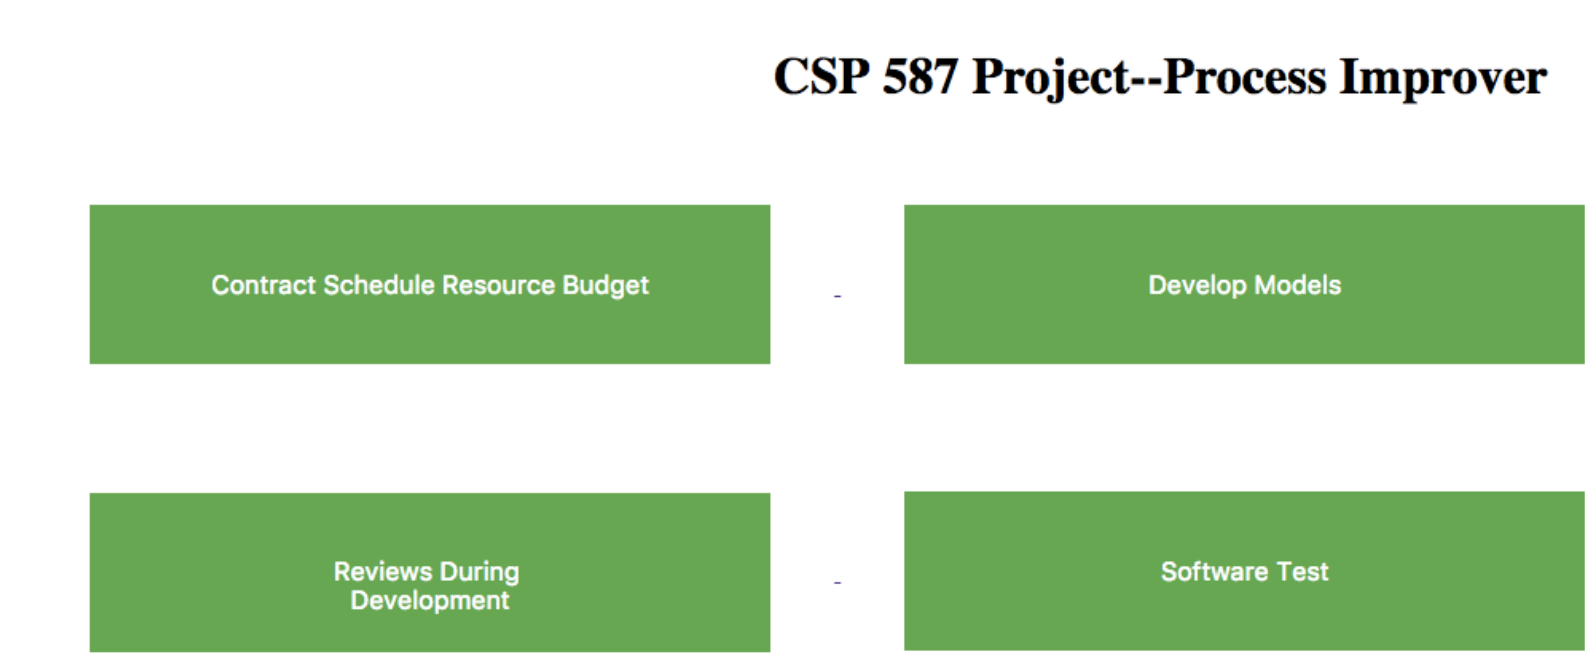 CSP 587 Project--Process Improver
Contract Schedule Resource Budget
Develop Models
Reviews During
Development
Software Test